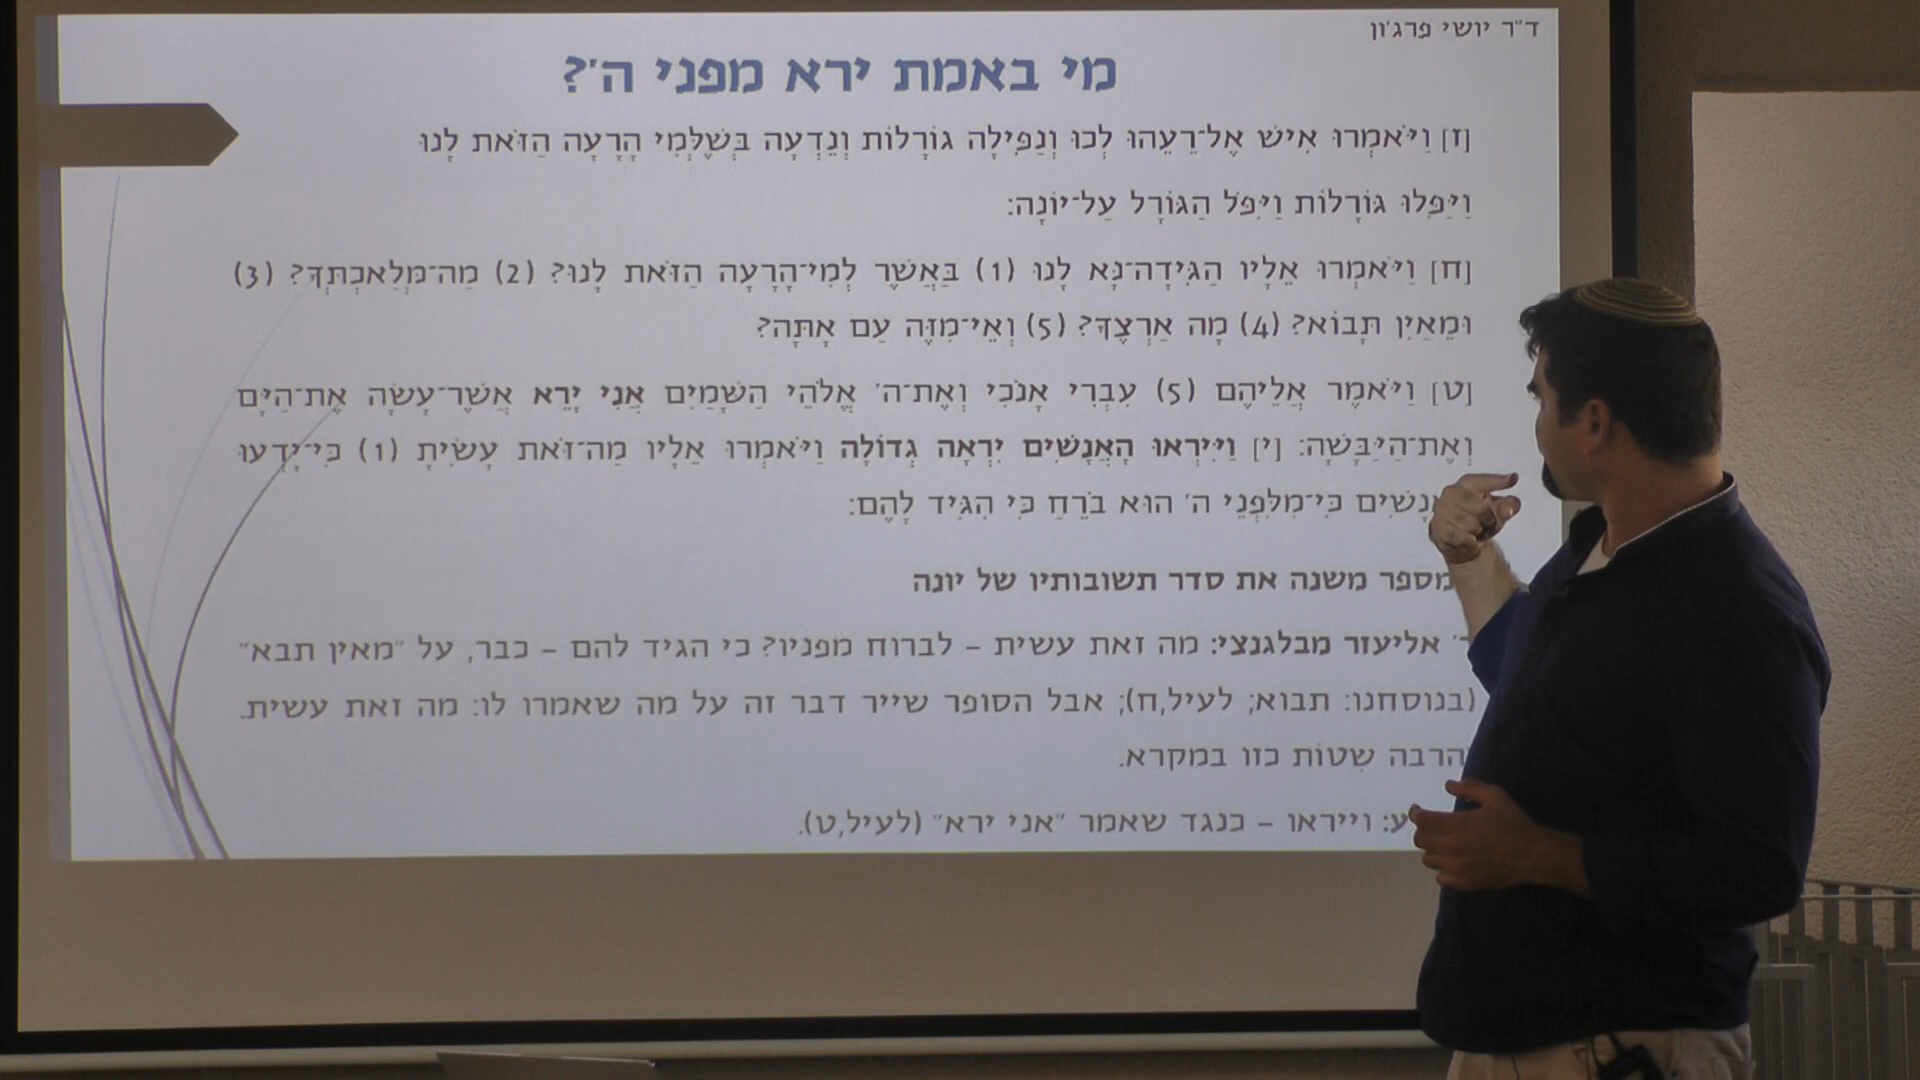 ד"ר יושי פרג'ון
מי באמת ירא מפני ה'?
[ז] וַיֹּאמְרוּ אִישׁ אֶל־רֵעֵהוּ לְכוּ וְנַפִּילָה גוֹרָלוֹת וְנֵדְעָה בְּשֶׁלְּמִי הָרָעָה הַזֹּאת לָנוּ
וַיַּפִּלוּ גּוֹרָלוֹת וַיִּפֹּל הַגּוֹרָל עַל־יוֹנָה:
[ח] וַיֹּאמְרוּ אֵלָיו הַגִּידָה־נָּא לָנוּ (1) בַּאֲשֶׁר לְמִי־הָרָעָה הַזֹּאת לָנוּ? (2) מַה־מְּלַאכְתְּךָ? (3)
וּמֵאַיִן תָּבוֹא? (4) מָה אַרְצֶךָ? (5) וְאֵי־מִזֶּה עַם אָתָּה?
[ט] וַיֹּאמֶר אֲלֵיהֶם (5) עִבְרִי אָנֹכִי וְאֶת־ה' אֱלֹהֵי הַשָּׁמַיִם אֲנִי יָרֵא אֲשֶׁר־עָשָׂה אֶת־הַיָּם
וְאֶת־הַיַּבָּשָׁה: [י] וַיִּירְאוּ הָאֲנָשִׁים יִרְאָה גְדוֹלָה וַיֹּאמְרוּ אֵלָיו מַה־זֹּאת עָשִׂיתָ (1) כִּי־יָדְעוּ
כִּי־מִלִּפְנֵי ה' הוּא בֹרֵחַ כִּי הִגִּיד לָהֶם:
מספר משנה את סדר תשובותיו של יונה
אליעזר מבלגנצי: מה זאת עשית – לברוח מפניו? כי הגיד להם – כבר, על "מאין תבא"
(בנוסחנו: תבוא; לעיל,ח); אבל הסופר שייר דבר זה על מה שאמרו לו: מה זאת עשית.
הרבה שִטוֹת כזו במקרא.
וייראו – כנגד שאמר "אני ירא" (לעיל,ט).